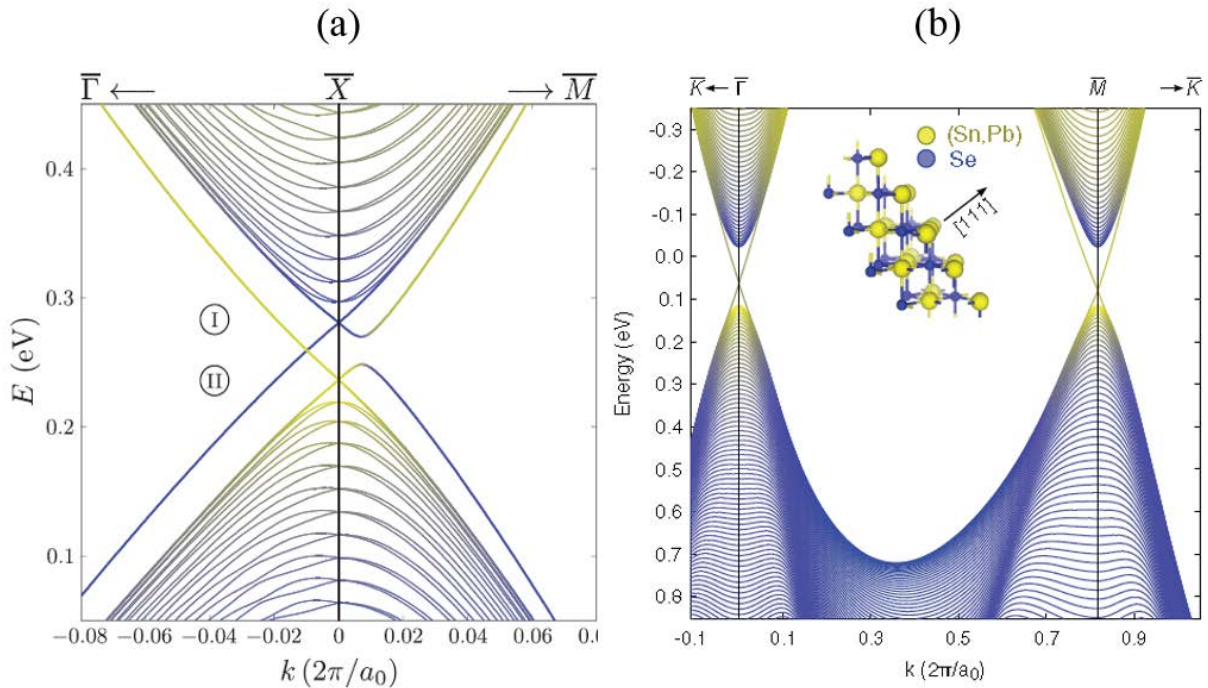 (a)
(b)
Γ̅ ← X̅ → M̅
0.4
0.3
0.2
0.1
E (eV)
Ⓘ
Ⓘ Ⓘ
−0.08 −0.06 −0.04 −0.02 0 0.02 0.04 0.06 0.0
k (2π/a₀)
K̅ ← Γ̅ M̅ → K̅
(Sn,Pb)
Se
[111]
-0.3
-0.2
-0.1
0.0
0.1
0.2
0.3
0.4
0.5
0.6
0.7
0.8
Energy (eV)
-0.1 0.1 0.3 0.5 0.7 0.9
k (2π/a₀)